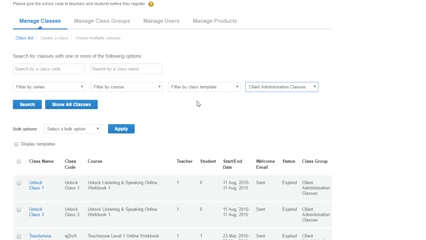 Please give the school code to teachers and students before they register.
Manage Classes Manage Class Groups Manage Users Manage Products
Class list Create a class Create multiple classes
Search for classes with one or more of the following options
Search by a class code Search by a class name
Filter by series Filter by course Filter by class template Client Administration Classes
Search Show All Classes
Bulk options: Select a bulk option Apply
Display templates
Class Name Class Code Course Teacher Student Start/End Date Welcome Email Status Class Group
Unlock Class 1 Unlock Class 1 Unlock Listening & Speaking Online Workbook 1 1 0 11 Aug, 2015- 11 Aug, 2015 Sent Expired Client Administration Classes
Unlock Class 3 Unlock Class 3 Unlock Listening & Speaking Online Workbook 3 1 0 11 Aug, 2015- 11 Aug, 2015 Sent Expired Client Administration Classes
Touchstone Touchstone Level 1 Online Workbook 1 1 23 Mar, 2016- Sent Expired Client